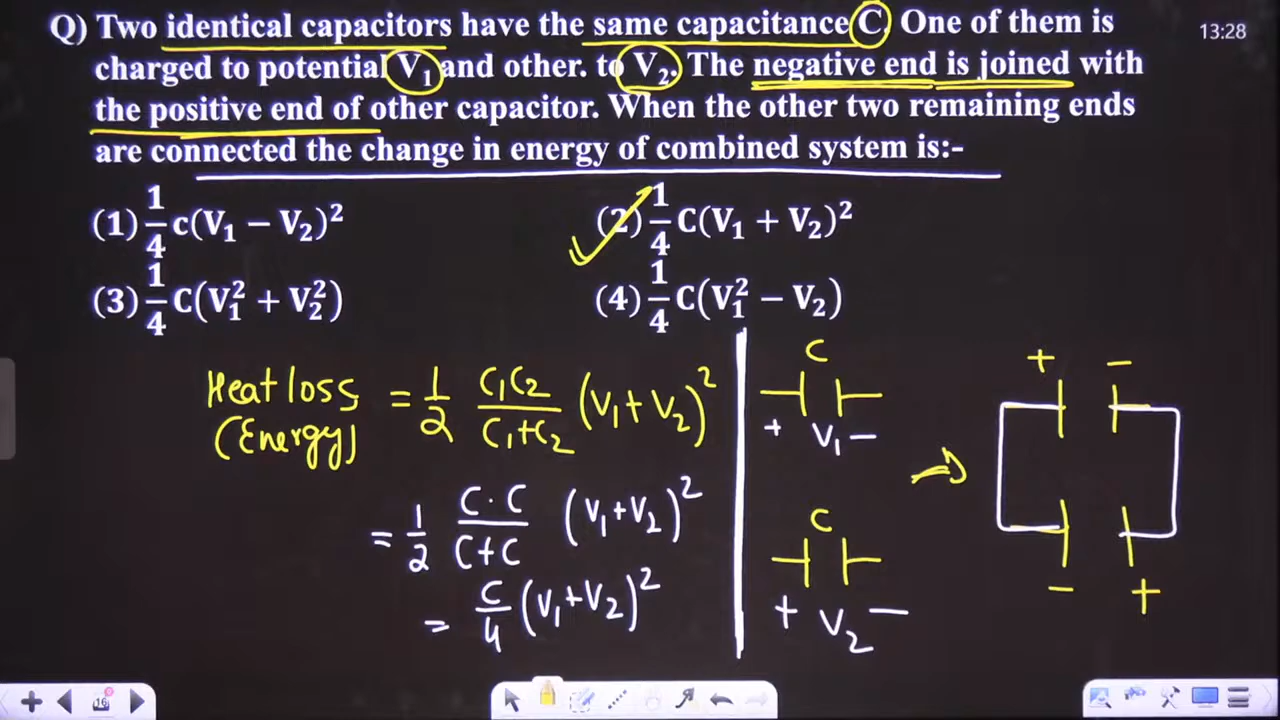 Q) Two identical capacitors have the same capacitance C. One of them is
13:28
charged to potential V₁ and other. to V₂. The negative end is joined with
the positive end of other capacitor. When the other two remaining ends
are connected the change in energy of combined system is:-
(1) 1/4 c(V₁ − V₂)²
(2) 1/4 C(V₁ + V₂)²
(3) 1/4 C(V₁² + V₂²)
(4) 1/4 C(V₁² − V₂)
Heat loss (Energy) = 1/2 C₁C₂/(C₁+C₂) (V₁+V₂)²
= 1/2 C·C/(C+C) (V₁+V₂)²
= C/4 (V₁+V₂)²
C
+ V₁ −
C
+ V₂ −
⇒
+ −
− +
16